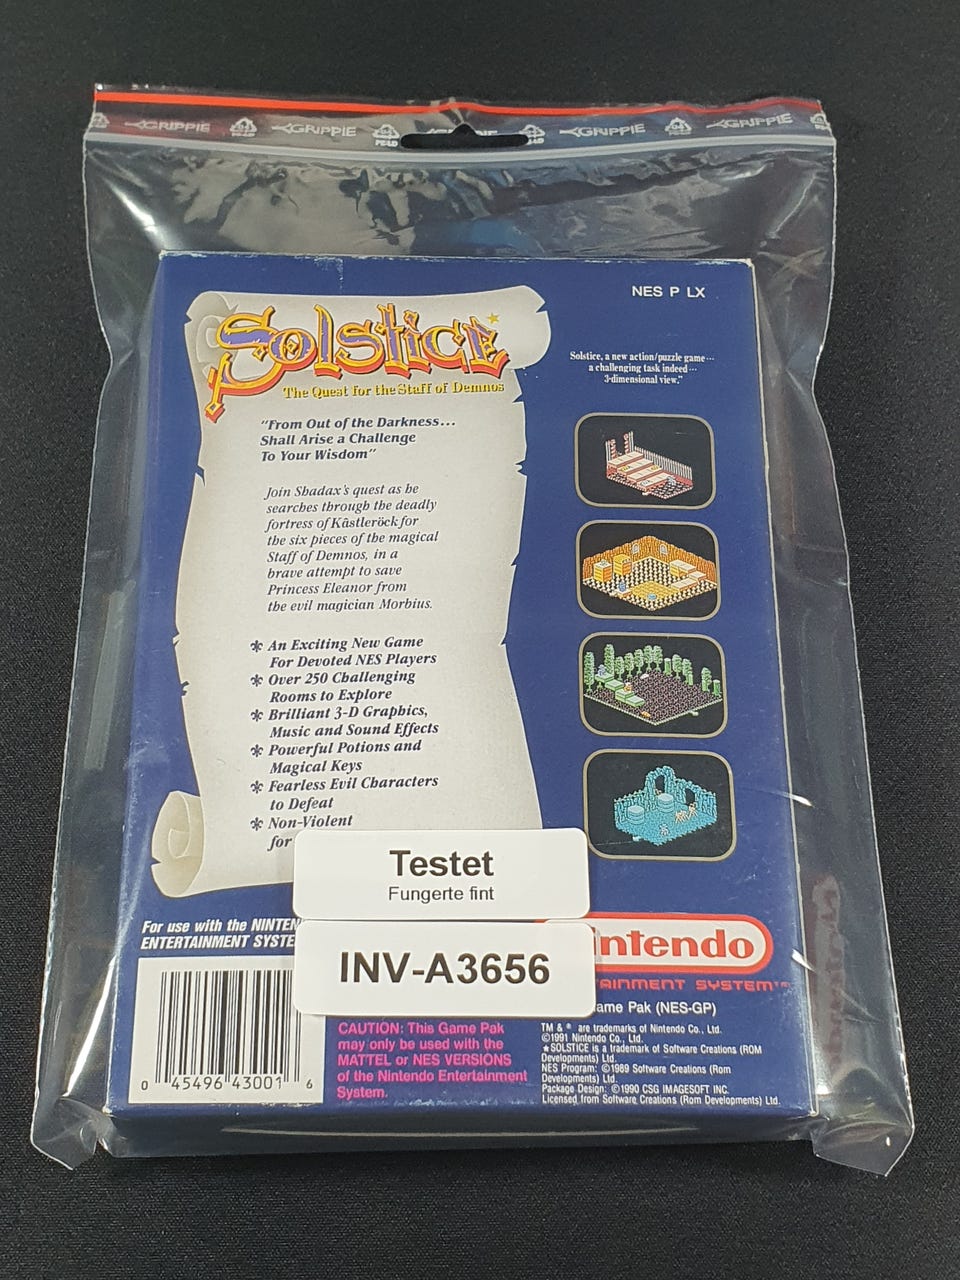 GRIPPIE
GRIPPIE
GRIPPIE
NES P LX
Solstice
The Quest for the Staff of Demnos
Solstice, a new action/puzzle game...
a challenging task indeed...
3-dimensional view."
"From Out of the Darkness...
Shall Arise a Challenge
To Your Wisdom"
Join Shadax's quest as he
searches through the deadly
fortress of Kâstleröck for
the six pieces of the magical
Staff of Demnos, in a
brave attempt to save
Princess Eleanor from
the evil magician Morbius.
❉ An Exciting New Game
For Devoted NES Players
❉ Over 250 Challenging
Rooms to Explore
❉ Brilliant 3-D Graphics,
Music and Sound Effects
❉ Powerful Potions and
Magical Keys
❉ Fearless Evil Characters
to Defeat
❉ Non-Violent
for
Testet
Fungerte fint
INV-A3656
For use with the NINTEN
ENTERTAINMENT SYSTE
0 45496 43001 6
CAUTION: This Game Pak
may only be used with the
MATTEL or NES VERSIONS
of the Nintendo Entertainment
System.
intendo
TAINMENT SYSTEM™
ame Pak (NES-GP)
TM & ® are trademarks of Nintendo Co., Ltd.
©1991 Nintendo Co., Ltd.
★SOLSTICE is a trademark of Software Creations (ROM
Developments) Ltd.
NES Program: ©1989 Software Creations (Rom
Developments) Ltd.
Package Design: ©1990 CSG IMAGESOFT INC.
Licensed from Software Creations (Rom Developments) Ltd.